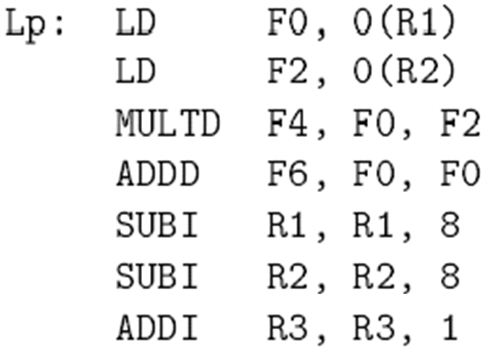 Lp: LD F0, 0(R1)
LD F2, 0(R2)
MULTD F4, F0, F2
ADDD F6, F0, F0
SUBI R1, R1, 8
SUBI R2, R2, 8
ADDI R3, R3, 1